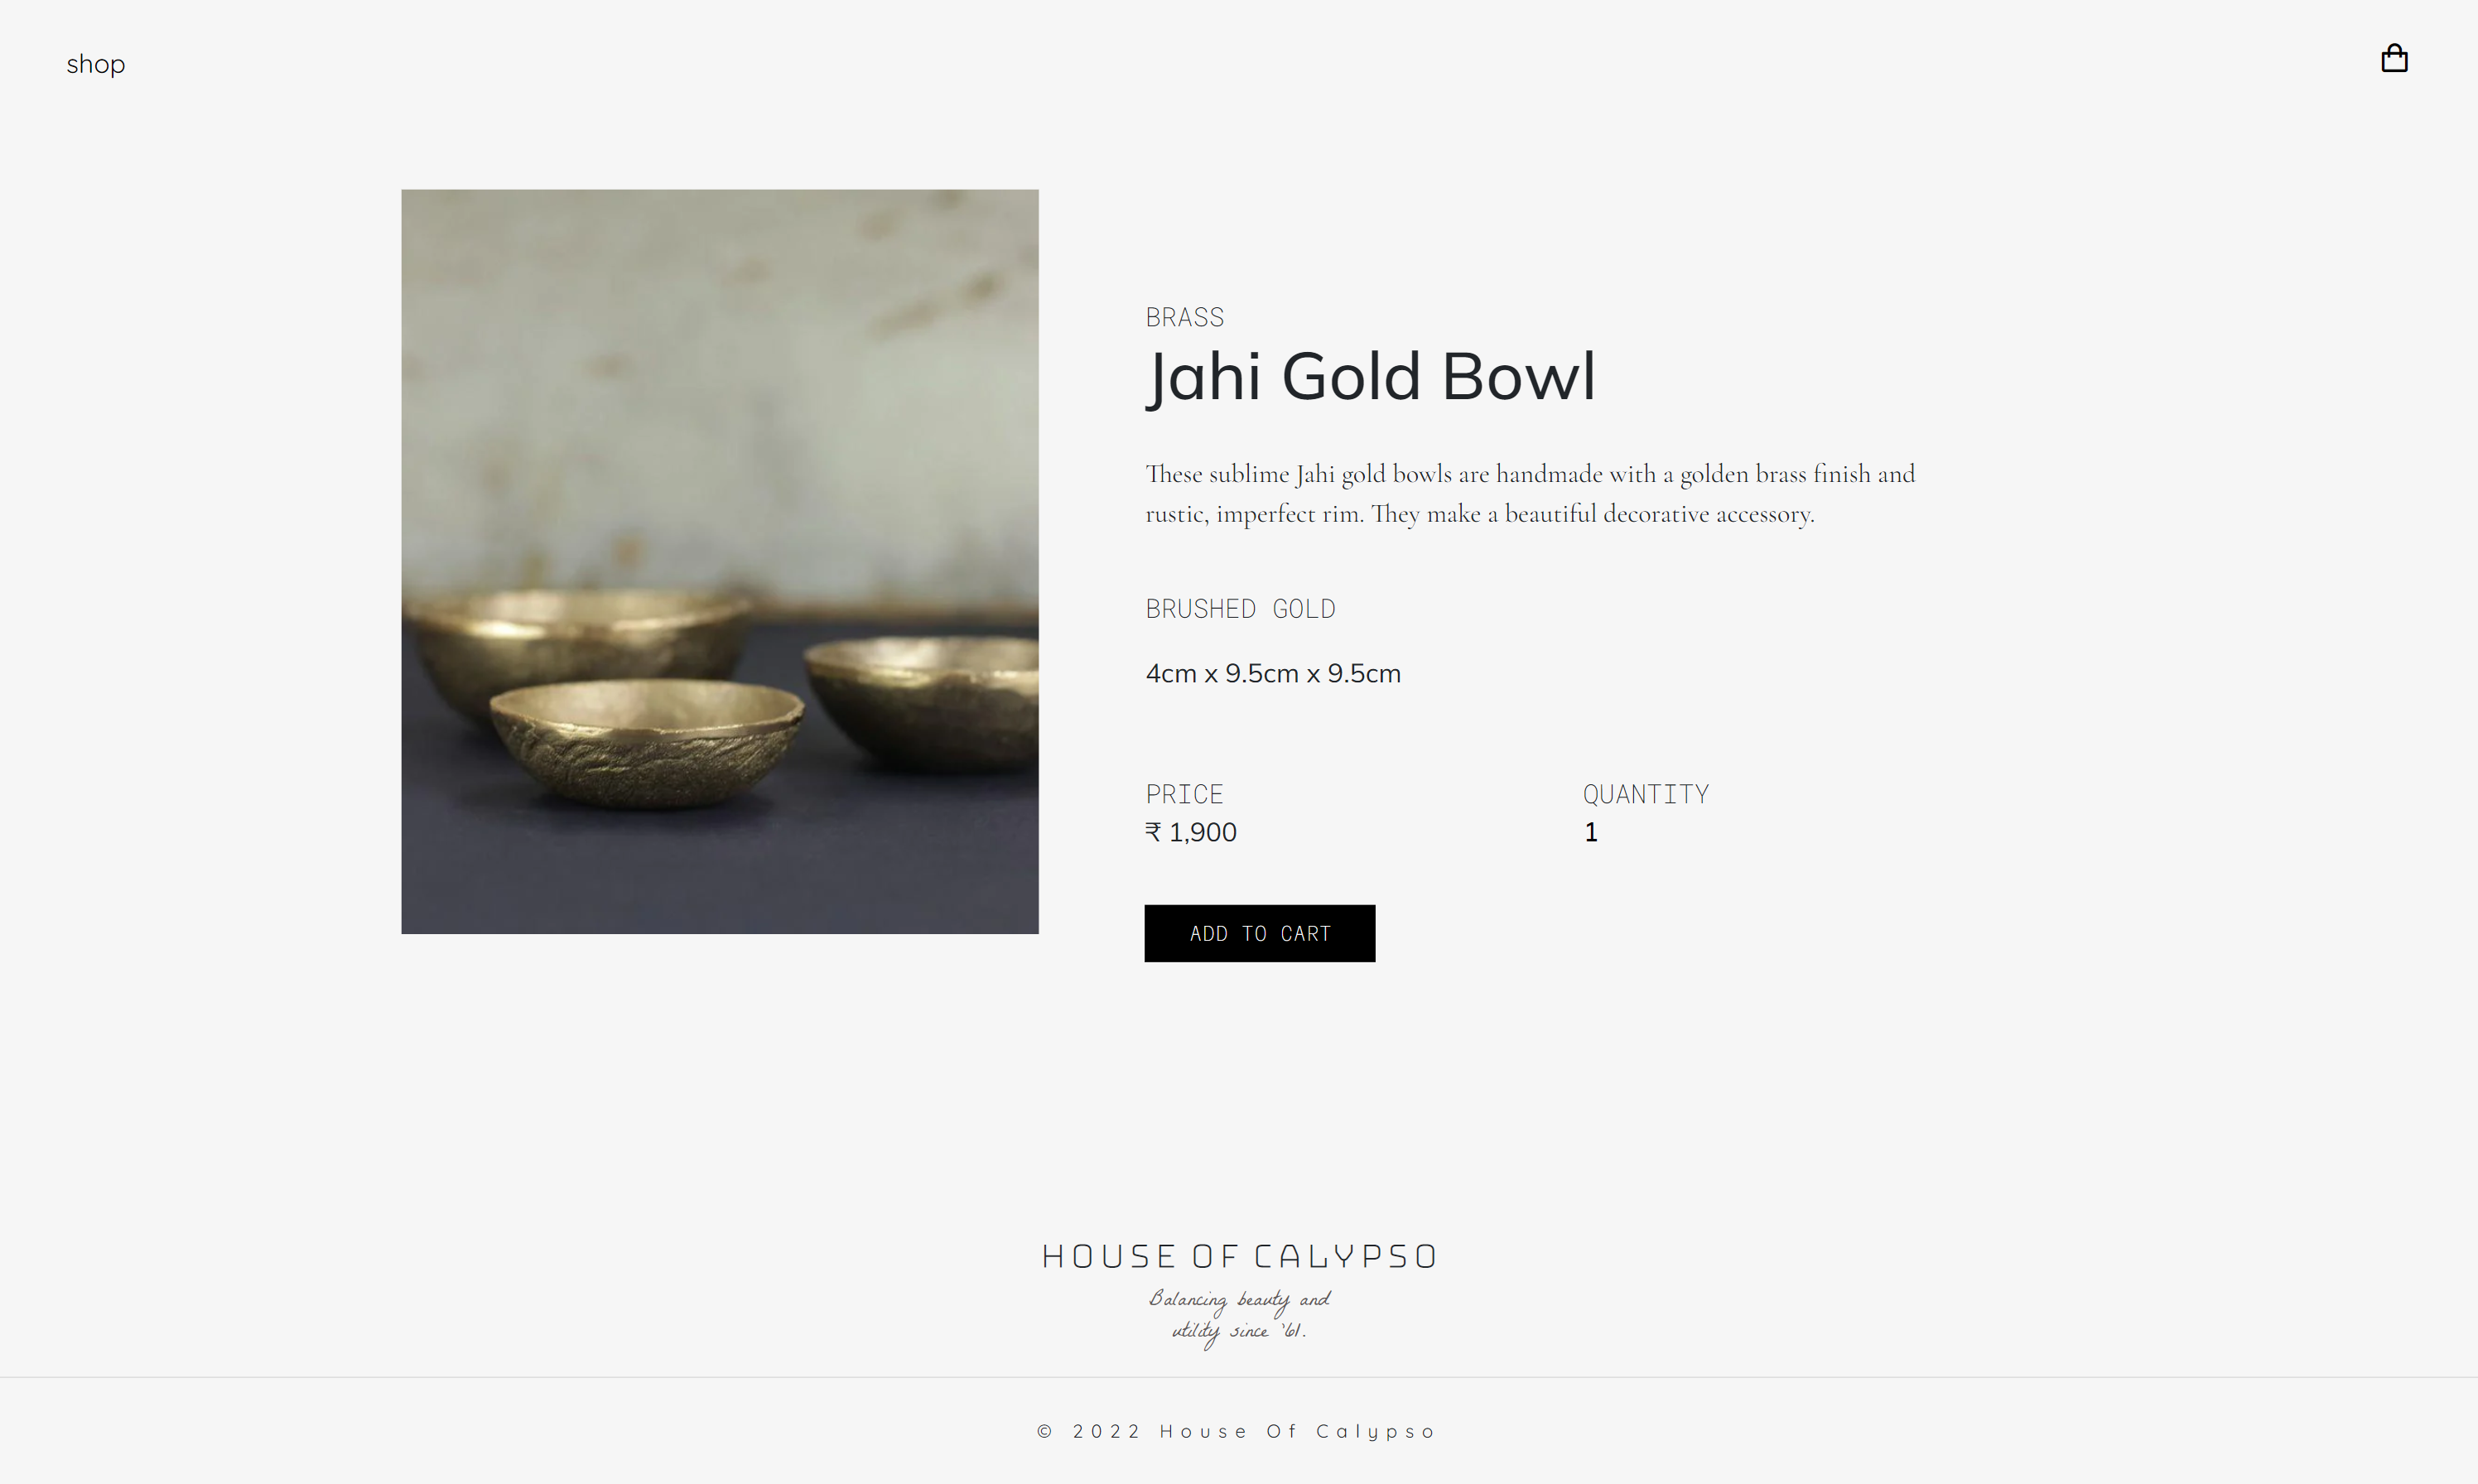 shop
BRASS
Jahi Gold Bowl
These sublime Jahi gold bowls are handmade with a golden brass finish and
rustic, imperfect rim. They make a beautiful decorative accessory.
BRUSHED GOLD
4cm x 9.5cm x 9.5cm
PRICE
₹ 1,900
QUANTITY
1
ADD TO CART
HOUSE OF CALYPSO
Balancing beauty and
utility since '61.
© 2022 House Of Calypso